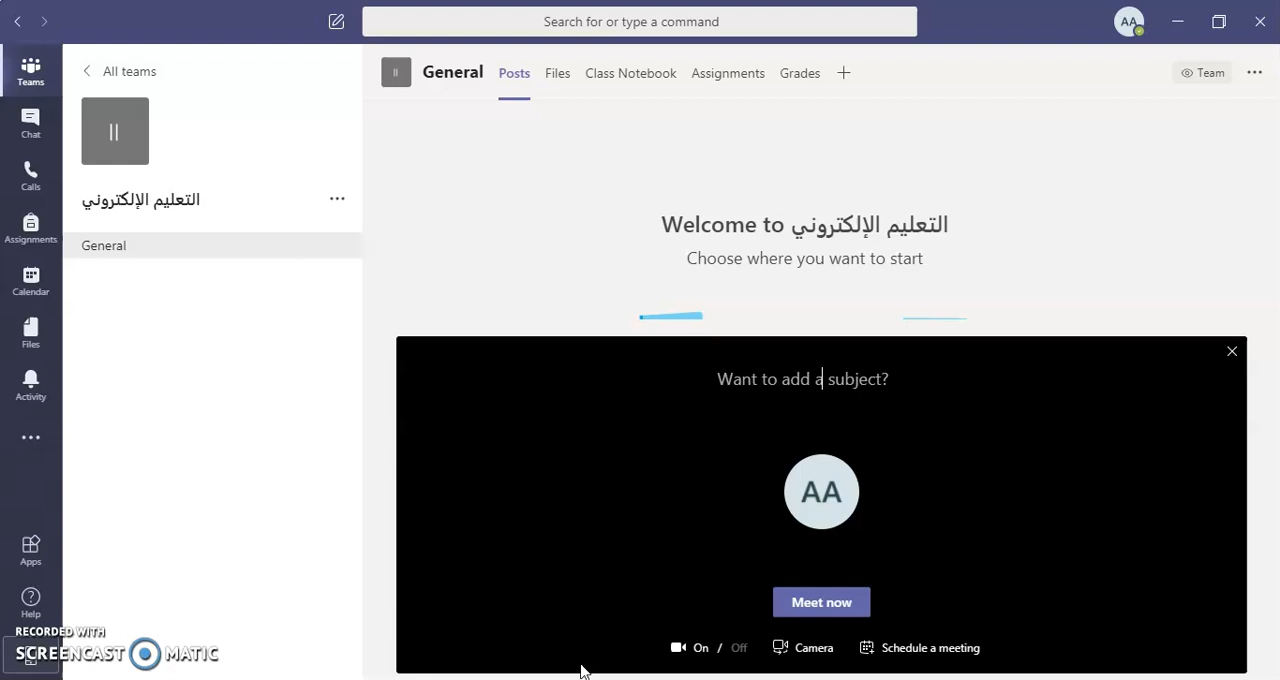 Search for or type a command
AA
Teams
Chat
Calls
Assignments
Calendar
Files
Activity
Apps
Help
All teams
||
التعليم الإلكتروني
General
||
General
Posts
Files
Class Notebook
Assignments
Grades
Team
Welcome to التعليم الإلكتروني
Choose where you want to start
Want to add a subject?
AA
Meet now
On / Off
Camera
Schedule a meeting
RECORDED WITH
SCREENCAST MATIC